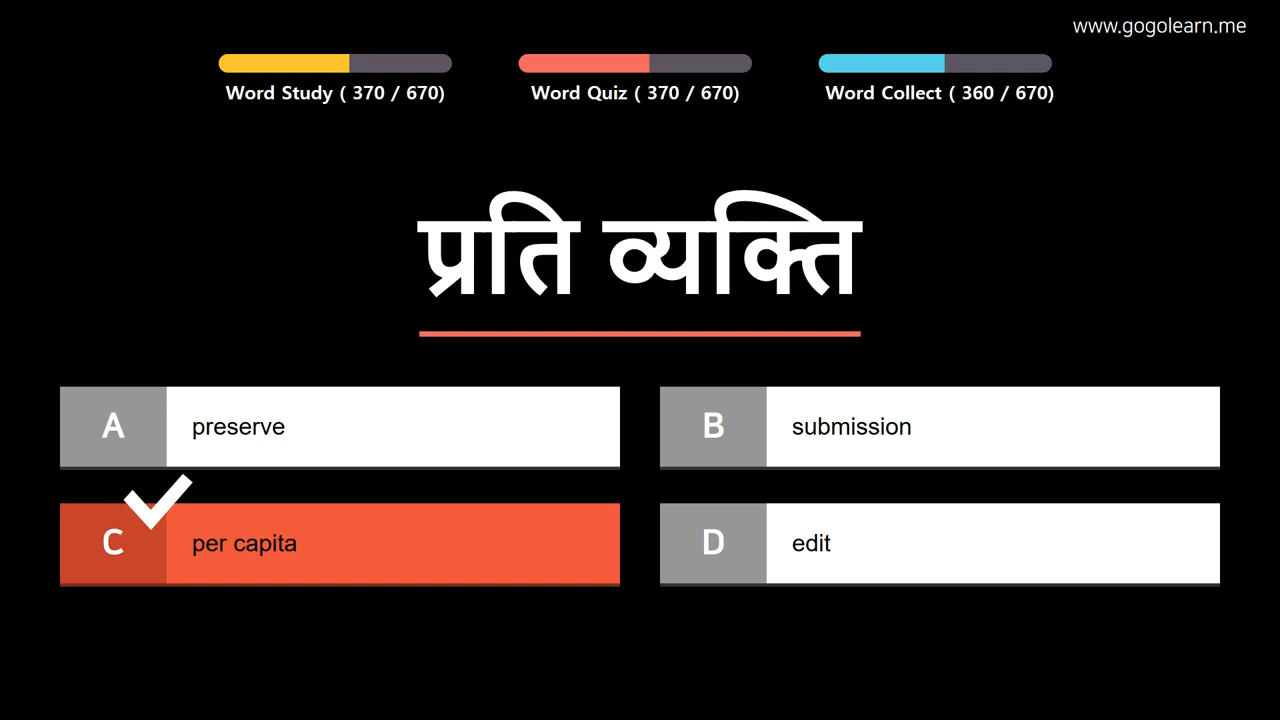 www.gogolearn.me
Word Study ( 370 / 670)
Word Quiz ( 370 / 670)
Word Collect ( 360 / 670)
प्रति व्यक्ति
A preserve
B submission
C per capita
D edit